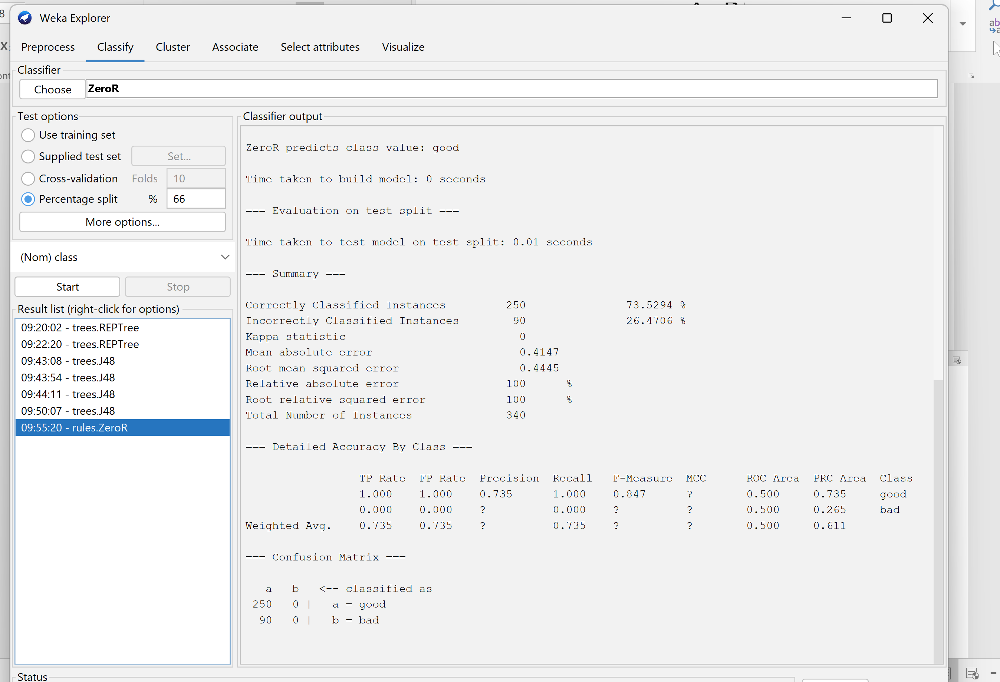 Weka Explorer
Preprocess Classify Cluster Associate Select attributes Visualize
Classifier
Choose ZeroR
Test options
Use training set
Supplied test set Set...
Cross-validation Folds 10
Percentage split % 66
More options...
(Nom) class
Start Stop
Result list (right-click for options)
09:20:02 - trees.REPTree
09:22:20 - trees.REPTree
09:43:08 - trees.J48
09:43:54 - trees.J48
09:44:11 - trees.J48
09:50:07 - trees.J48
09:55:20 - rules.ZeroR
Classifier output
ZeroR predicts class value: good
Time taken to build model: 0 seconds
=== Evaluation on test split ===
Time taken to test model on test split: 0.01 seconds
=== Summary ===
Correctly Classified Instances 250 73.5294 %
Incorrectly Classified Instances 90 26.4706 %
Kappa statistic 0
Mean absolute error 0.4147
Root mean squared error 0.4445
Relative absolute error 100 %
Root relative squared error 100 %
Total Number of Instances 340
=== Detailed Accuracy By Class ===
TP Rate FP Rate Precision Recall F-Measure MCC ROC Area PRC Area Class
1.000 1.000 0.735 1.000 0.847 ? 0.500 0.735 good
0.000 0.000 ? 0.000 ? ? 0.500 0.265 bad
Weighted Avg. 0.735 0.735 ? 0.735 ? ? 0.500 0.611
=== Confusion Matrix ===
a b <-- classified as
250 0 | a = good
90 0 | b = bad
Status